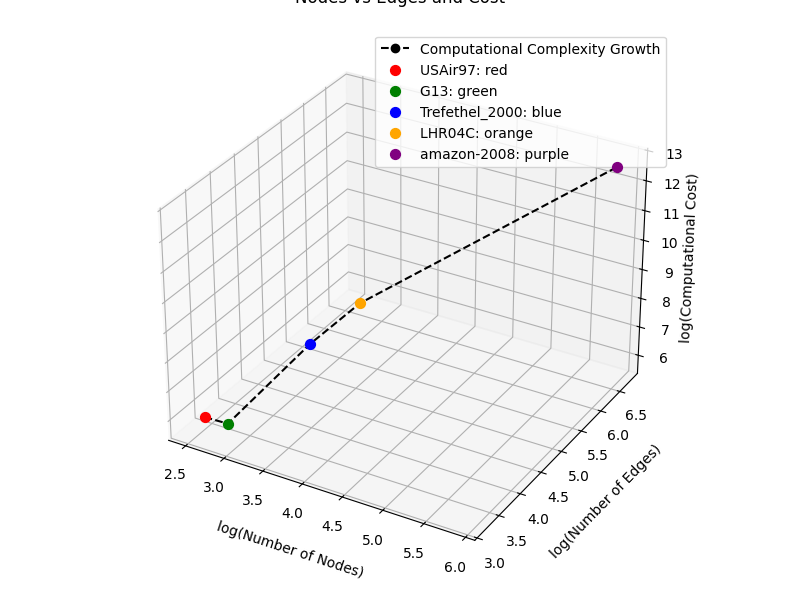 Nodes vs Edges and Cost
Computational Complexity Growth
USAir97: red
G13: green
Trefethel_2000: blue
LHR04C: orange
amazon-2008: purple
13
12
11
10
9
8
7
6
log(Computational Cost)
6.5
6.0
5.5
5.0
4.5
4.0
3.5
3.0
log(Number of Edges)
2.5
3.0
3.5
4.0
4.5
5.0
5.5
6.0
log(Number of Nodes)